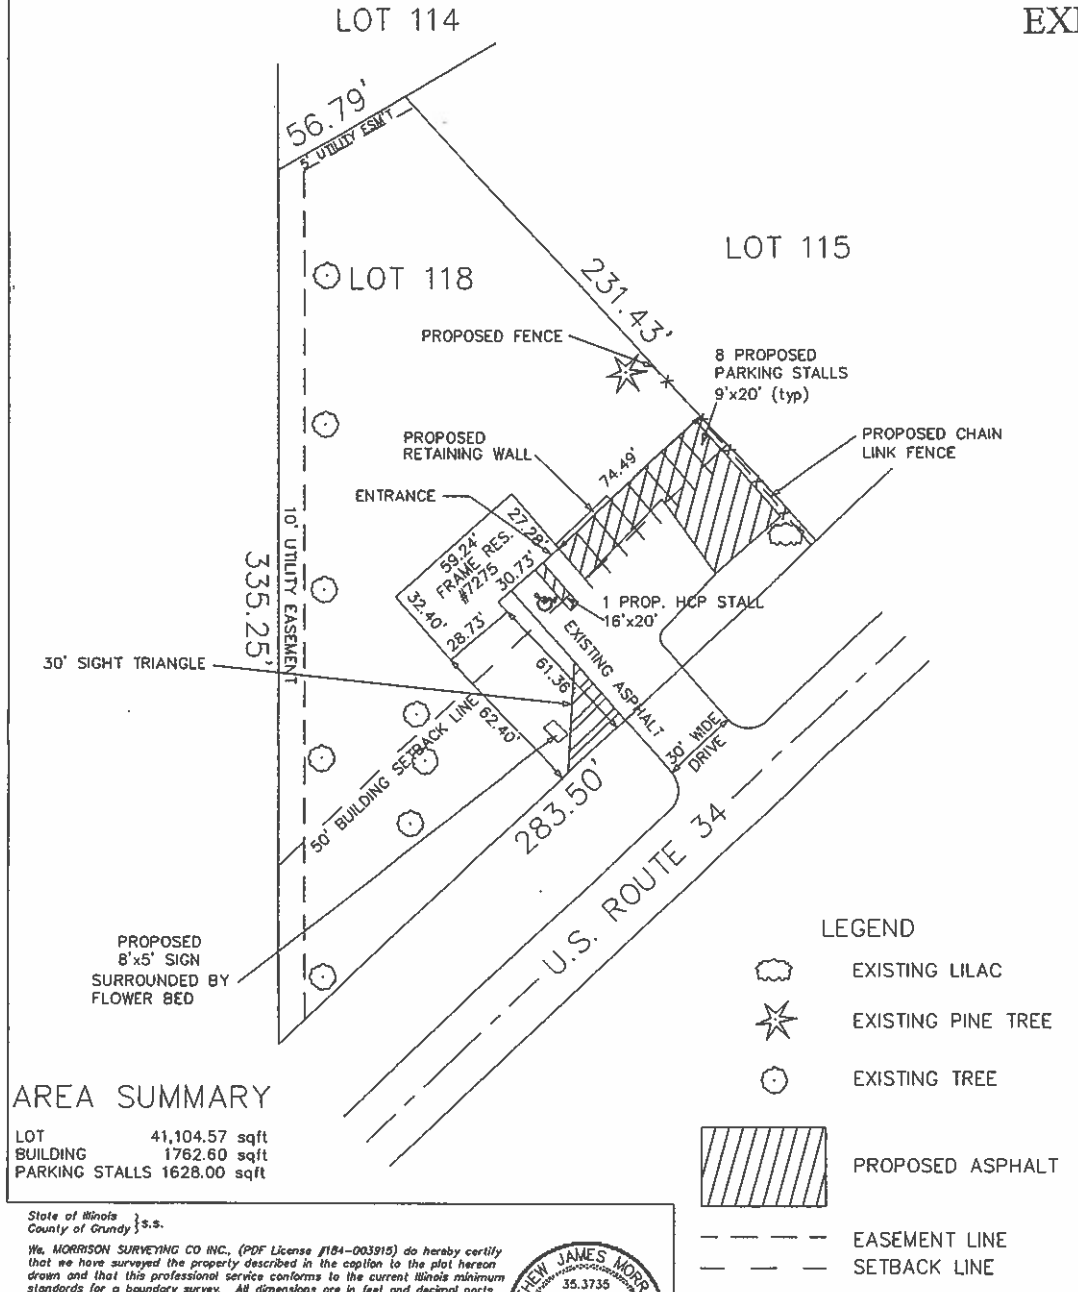 LOT 114
EXI
56.79'
5' UTILITY ESM'T
LOT 115
231.43'
LOT 118
PROPOSED FENCE
8 PROPOSED
PARKING STALLS
9'x20' (typ)
PROPOSED
RETAINING WALL
74.49'
PROPOSED CHAIN
LINK FENCE
ENTRANCE
27.28'
59.24'
FRAME RES.
#7275
30.73'
32.40'
28.73'
10' UTILITY EASEMENT
335.25'
1 PROP. HCP STALL
16'x20'
EXISTING ASPHALT
30' SIGHT TRIANGLE
61.36
62.40'
50' BUILDING SETBACK LINE
30' WIDE
DRIVE
283.50'
U.S. ROUTE 34
PROPOSED
8'x5' SIGN
SURROUNDED BY
FLOWER BED
LEGEND
EXISTING LILAC
EXISTING PINE TREE
EXISTING TREE
PROPOSED ASPHALT
EASEMENT LINE
SETBACK LINE
AREA SUMMARY
LOT 41,104.57 sqft
BUILDING 1762.60 sqft
PARKING STALLS 1628.00 sqft
State of Illinois
County of Grundy } s.s.
We, MORRISON SURVEYING CO INC., (PDF License #184-003915) do hereby certify
that we have surveyed the property described in the caption to the plat hereon
drawn and that this professional service conforms to the current Illinois minimum
standards for a boundary survey. All dimensions are in feet and decimal parts
HEW JAMES MORR
35.3735